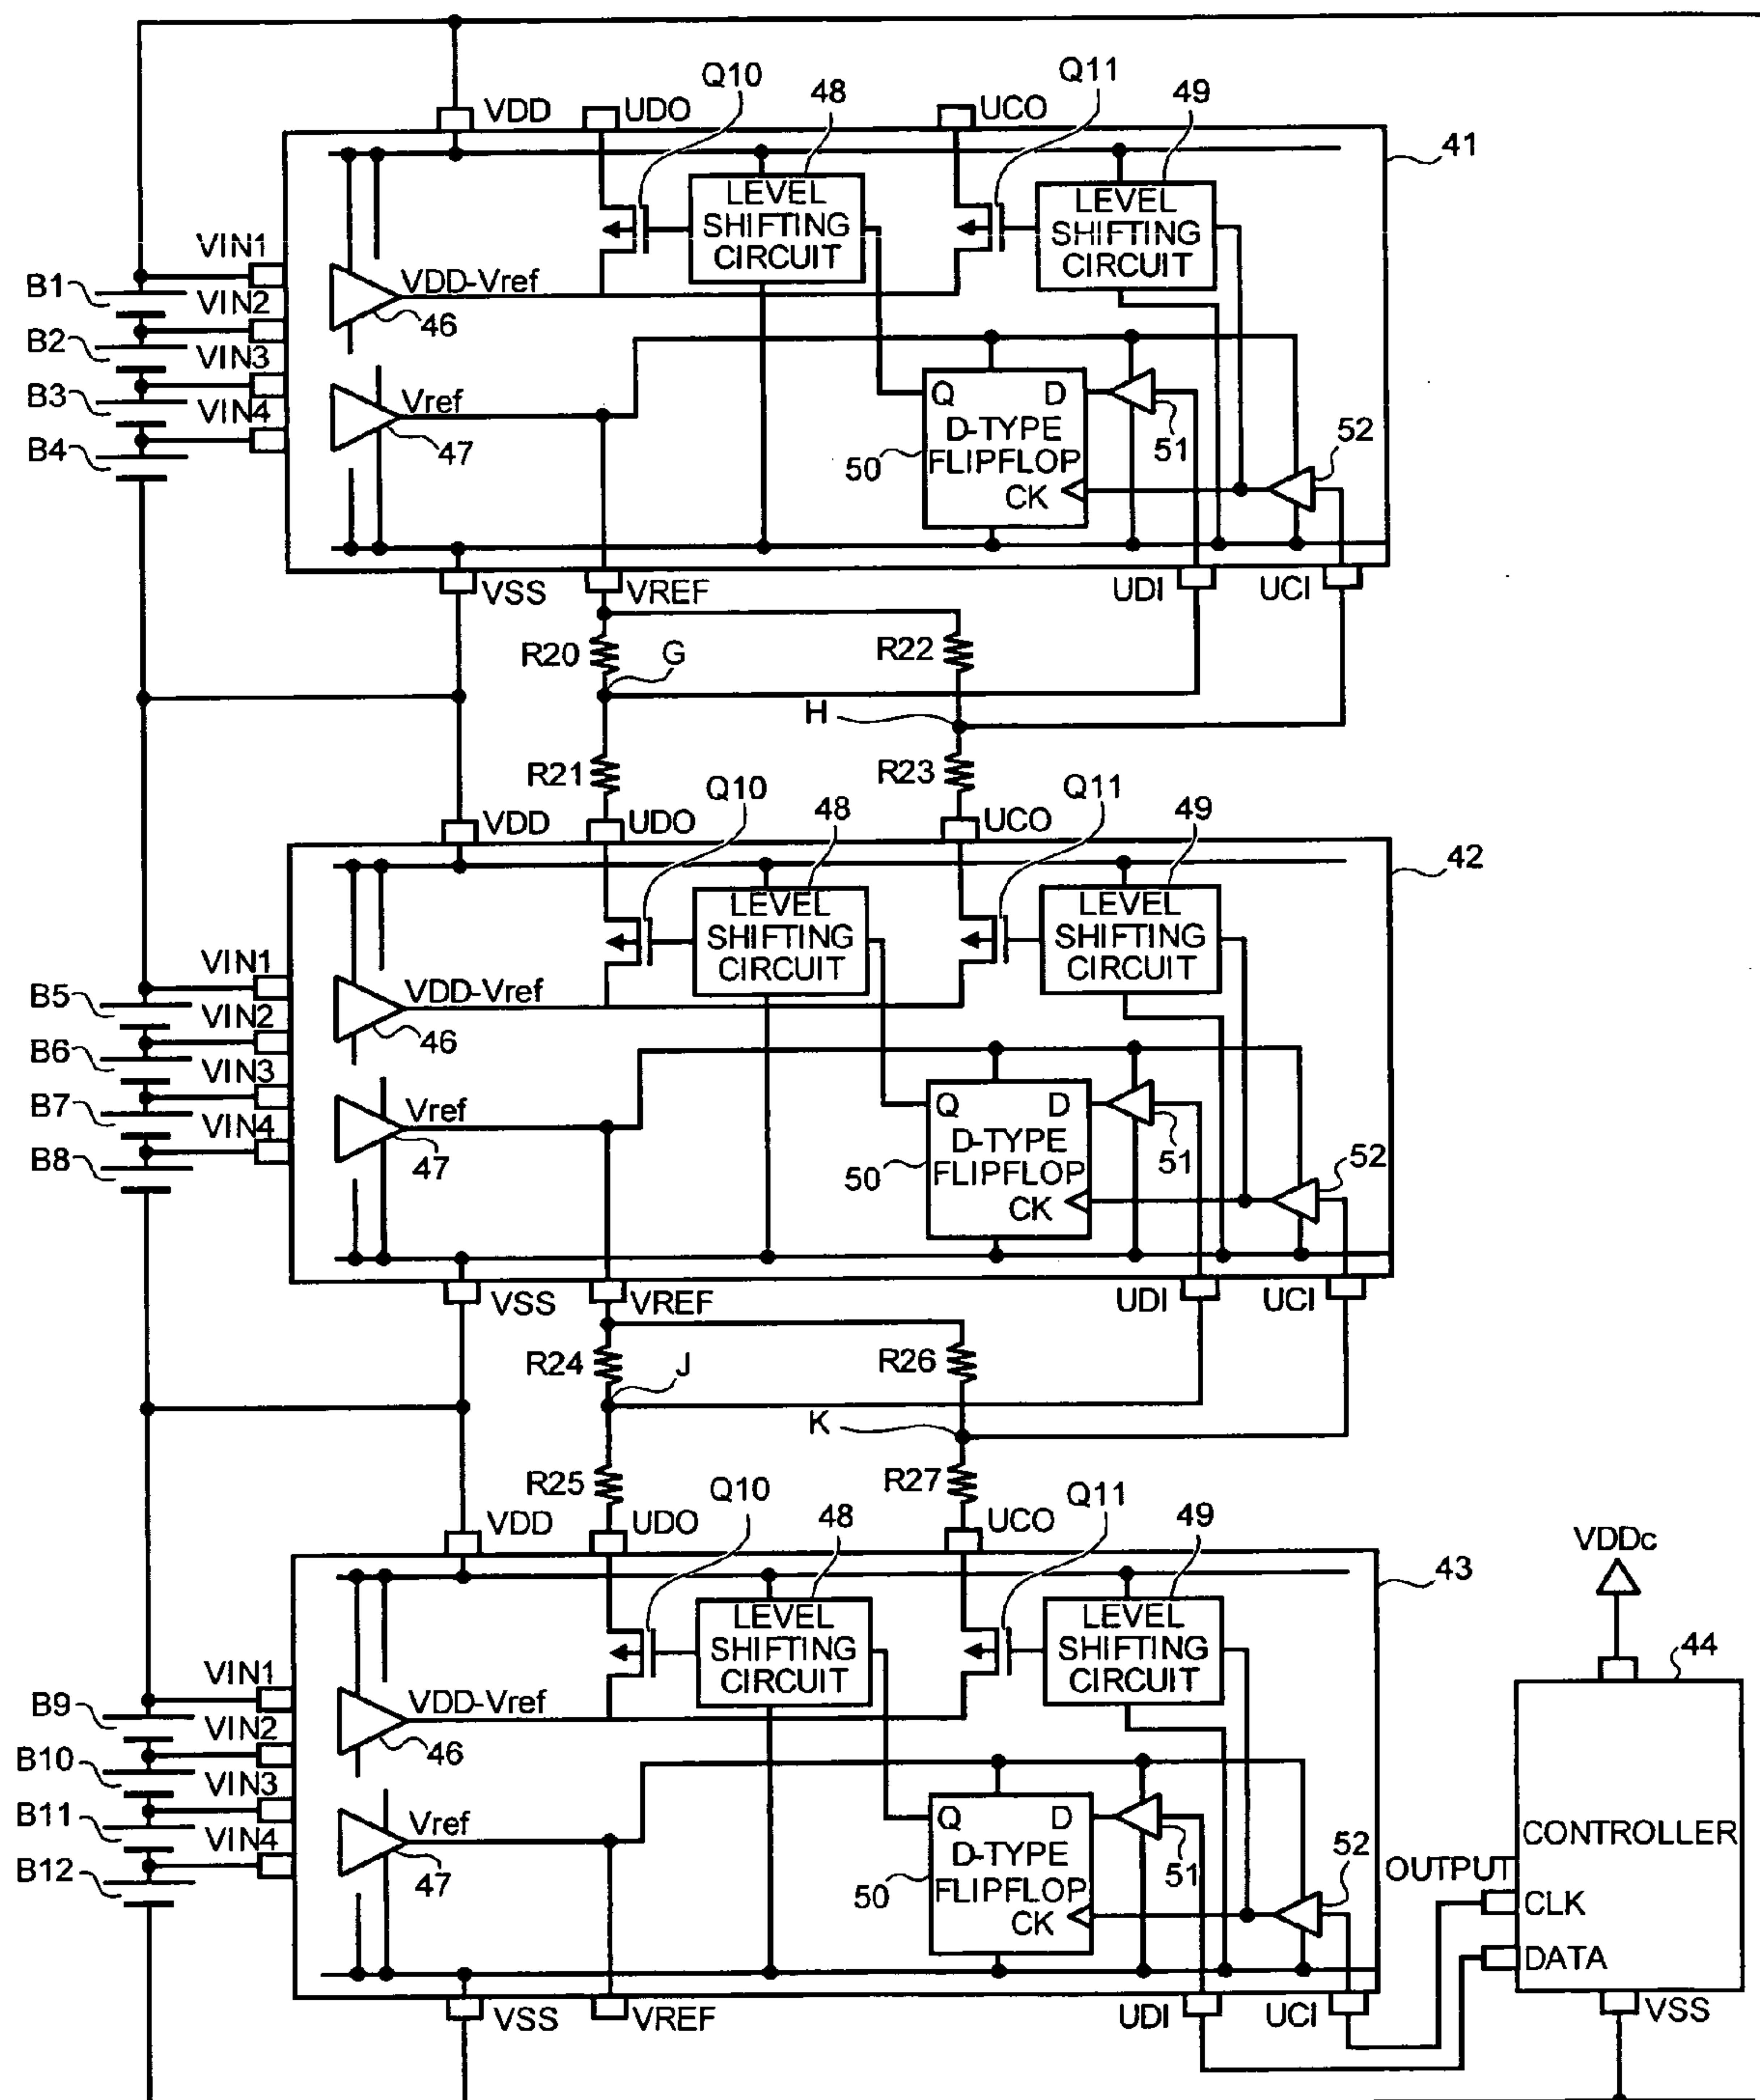 Q10
48
Q11
49
VDD
UDO
UCO
41
LEVEL
SHIFTING
CIRCUIT
LEVEL
SHIFTING
CIRCUIT
VIN1
B1
VIN2
VDD-Vref
46
B2
VIN3
B3
VIN4
Vref
47
B4
Q
D
D-TYPE
FLIPFLOP
CK
50
51
52
VSS
VREF
UDI
UCI
R20
G
R22
H
R21
R23
Q10
48
Q11
49
VDD
UDO
UCO
42
LEVEL
SHIFTING
CIRCUIT
LEVEL
SHIFTING
CIRCUIT
VIN1
B5
VIN2
VDD-Vref
46
B6
VIN3
B7
VIN4
Vref
47
B8
Q
D
D-TYPE
FLIPFLOP
CK
50
51
52
VSS
VREF
UDI
UCI
R24
J
R26
K
R25
R27
Q10
48
Q11
49
VDD
UDO
UCO
43
VDDc
44
LEVEL
SHIFTING
CIRCUIT
LEVEL
SHIFTING
CIRCUIT
VIN1
B9
VIN2
VDD-Vref
46
B10
VIN3
B11
VIN4
Vref
47
B12
Q
D
D-TYPE
FLIPFLOP
CK
50
51
52
CONTROLLER
OUTPUT
CLK
DATA
VSS
VREF
UDI
UCI
VSS